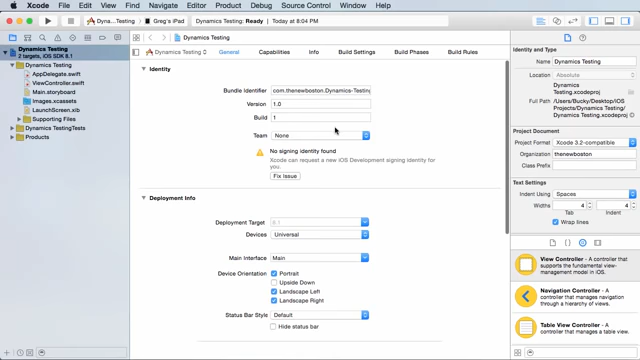 Xcode File Edit View Find Navigate Editor Product Debug Source Control Window Help
Dyna...Testing Greg's iPad Dynamics Testing: Ready Today at 8:04 PM
Dynamics Testing
Dynamics Testing
2 targets, iOS SDK 8.1
Dynamics Testing
AppDelegate.swift
ViewController.swift
Main.storyboard
Images.xcassets
LaunchScreen.xib
Supporting Files
Dynamics TestingTests
Products
Dynamics Testing General Capabilities Info Build Settings Build Phases Build Rules
Identity
Bundle Identifier com.thenewboston.Dynamics-Testing
Version 1.0
Build 1
Team None
No signing identity found
Xcode can request a new iOS Development signing identity for
you.
Fix Issue
Deployment Info
Deployment Target 8.1
Devices Universal
Main Interface Main
Device Orientation Portrait
Upside Down
Landscape Left
Landscape Right
Status Bar Style Default
Hide status bar
Identity and Type
Name Dynamics Testing
Location Absolute
Dynamics
Testing.xcodeproj
Full Path /Users/Bucky/Desktop/iOS
Projects/Dynamics
Testing/Dynamics
Testing.xcodeproj
Project Document
Project Format Xcode 3.2-compatible
Organization thenewboston
Class Prefix
Text Settings
Indent Using Spaces
Widths 4 4
Tab Indent
Wrap lines
View Controller - A
controller that supports
the fundamental view-
management model in iOS.
Navigation Controller - A
controller that manages
navigation through a
hierarchy of views.
Table View Controller - A
controller that manages a
table view.